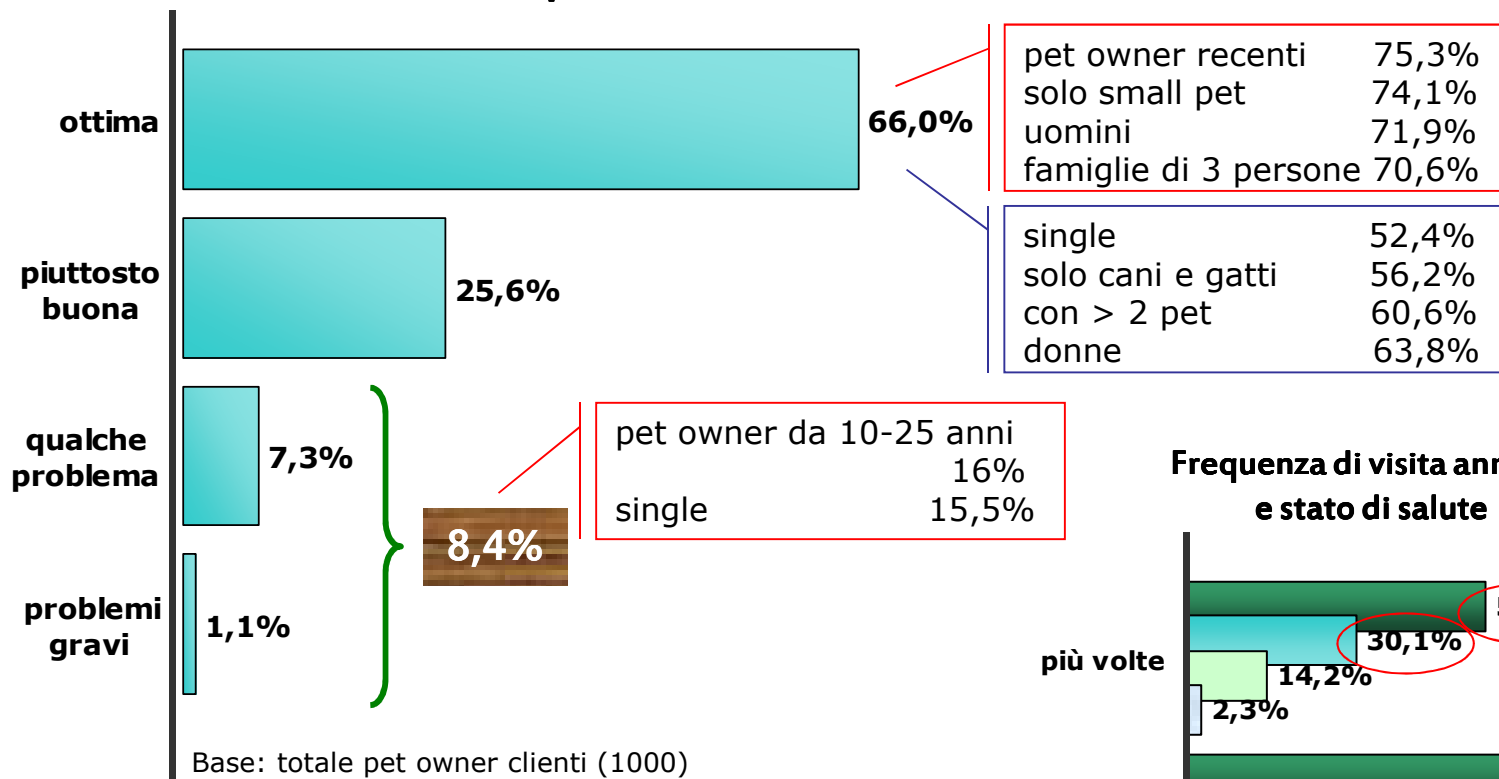 ottima
66,0%
pet owner recenti 75,3%
solo small pet 74,1%
uomini 71,9%
famiglie di 3 persone 70,6%
single 52,4%
solo cani e gatti 56,2%
con > 2 pet 60,6%
donne 63,8%
piuttosto
buona
25,6%
qualche
problema
7,3%
8,4%
pet owner da 10-25 anni
16%
single 15,5%
problemi
gravi
1,1%
Base: totale pet owner clienti (1000)
Frequenza di visita
e stato di salute
più volte
30,1%
14,2%
2,3%